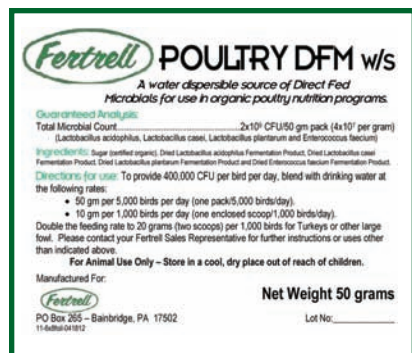 Fertrell POULTRY DFM w/s
A water dispersible source of Direct Fed
Microbials for use in organic poultry nutrition programs.
Guaranteed Analysis:
Total Microbial Count 2x10⁹ CFU/50 gm pack (4x10⁷ per gram)
(Lactobacillus acidophilus, Lactobacillus casei, Lactobacillus plantarum and Enterococcus faecium)
Ingredients: Sugar (certified organic), Dried Lactobacillus acidophilus Fermentation Product, Dried Lactobacillus casei
Fermentation Product, Dried Lactobacillus plantarum Fermentation Product and Dried Enterococcus faecium Fermentation Product.
Directions for use: To provide 400,000 CFU per bird per day, blend with drinking water at
the following rates:
• 50 gm per 5,000 birds per day (one pack/5,000 birds/day).
• 10 gm per 1,000 birds per day (one enclosed scoop/1,000 birds/day).
Double the feeding rate to 20 grams (two scoops) per 1,000 birds for Turkeys or other large
fowl. Please contact your Fertrell Sales Representative for further instructions or uses other
than indicated above.
For Animal Use Only – Store in a cool, dry place out of reach of children.
Manufactured For:
Fertrell
Net Weight 50 grams
PO Box 265 – Bainbridge, PA 17502
Lot No: